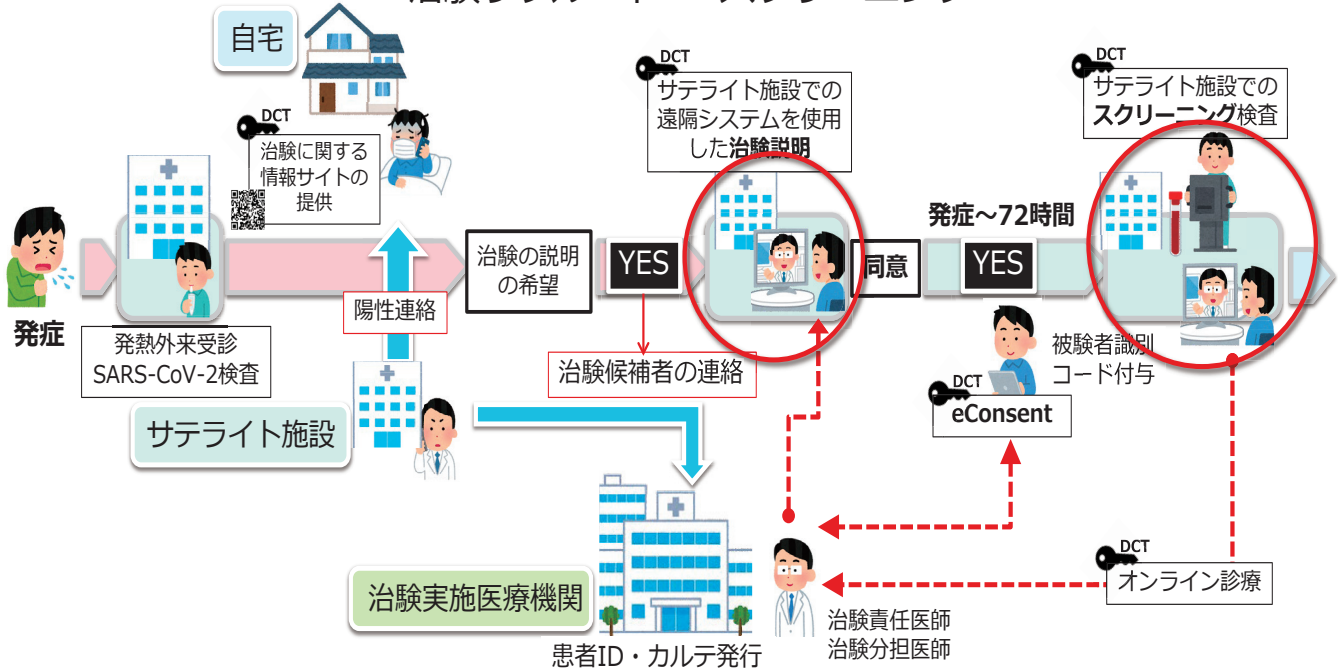 自宅
DCT
治験に関する
情報サイトの
提供
DCT
サテライト施設での
遠隔システムを使用
した治験説明
DCT
サテライト施設での
スクリーニング検査
発症
発熱外来受診
SARS-CoV-2検査
陽性連絡
治験の説明
の希望
YES
治験候補者の連絡
同意
発症～72時間
YES
被験者識別
コード付与
DCT
eConsent
サテライト施設
治験実施医療機関
患者ID・カルテ発行
治験責任医師
治験分担医師
DCT
オンライン診療